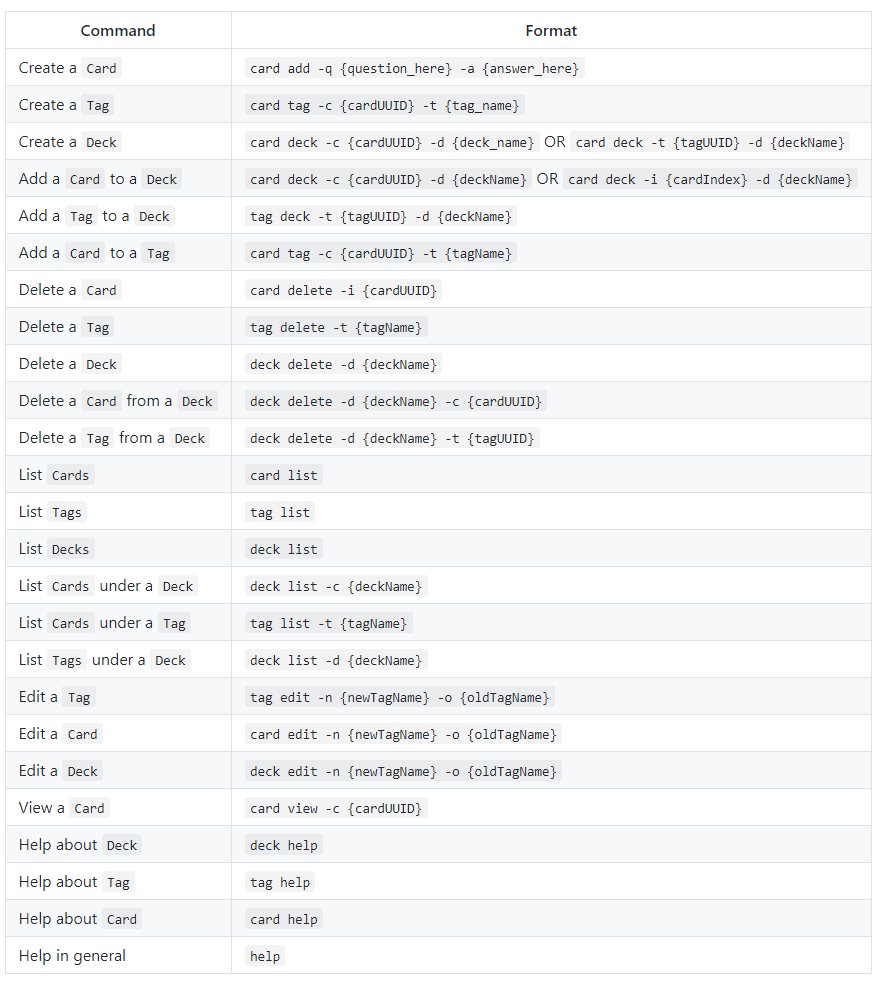 Command Format
Create a Card card add -q {question_here} -a {answer_here}
Create a Tag card tag -c {cardUUID} -t {tag_name}
Create a Deck card deck -c {cardUUID} -d {deck_name} OR card deck -t {tagUUID} -d {deckName}
Add a Card to a Deck card deck -c {cardUUID} -d {deckName} OR card deck -i {cardIndex} -d {deckName}
Add a Tag to a Deck tag deck -t {tagUUID} -d {deckName}
Add a Card to a Tag card tag -c {cardUUID} -t {tagName}
Delete a Card card delete -i {cardUUID}
Delete a Tag tag delete -t {tagName}
Delete a Deck deck delete -d {deckName}
Delete a Card from a Deck deck delete -d {deckName} -c {cardUUID}
Delete a Tag from a Deck deck delete -d {deckName} -t {tagUUID}
List Cards card list
List Tags tag list
List Decks deck list
List Cards under a Deck deck list -c {deckName}
List Cards under a Tag tag list -t {tagName}
List Tags under a Deck deck list -d {deckName}
Edit a Tag tag edit -n {newTagName} -o {oldTagName}
Edit a Card card edit -n {newTagName} -o {oldTagName}
Edit a Deck deck edit -n {newTagName} -o {oldTagName}
View a Card card view -c {cardUUID}
Help about Deck deck help
Help about Tag tag help
Help about Card card help
Help in general help